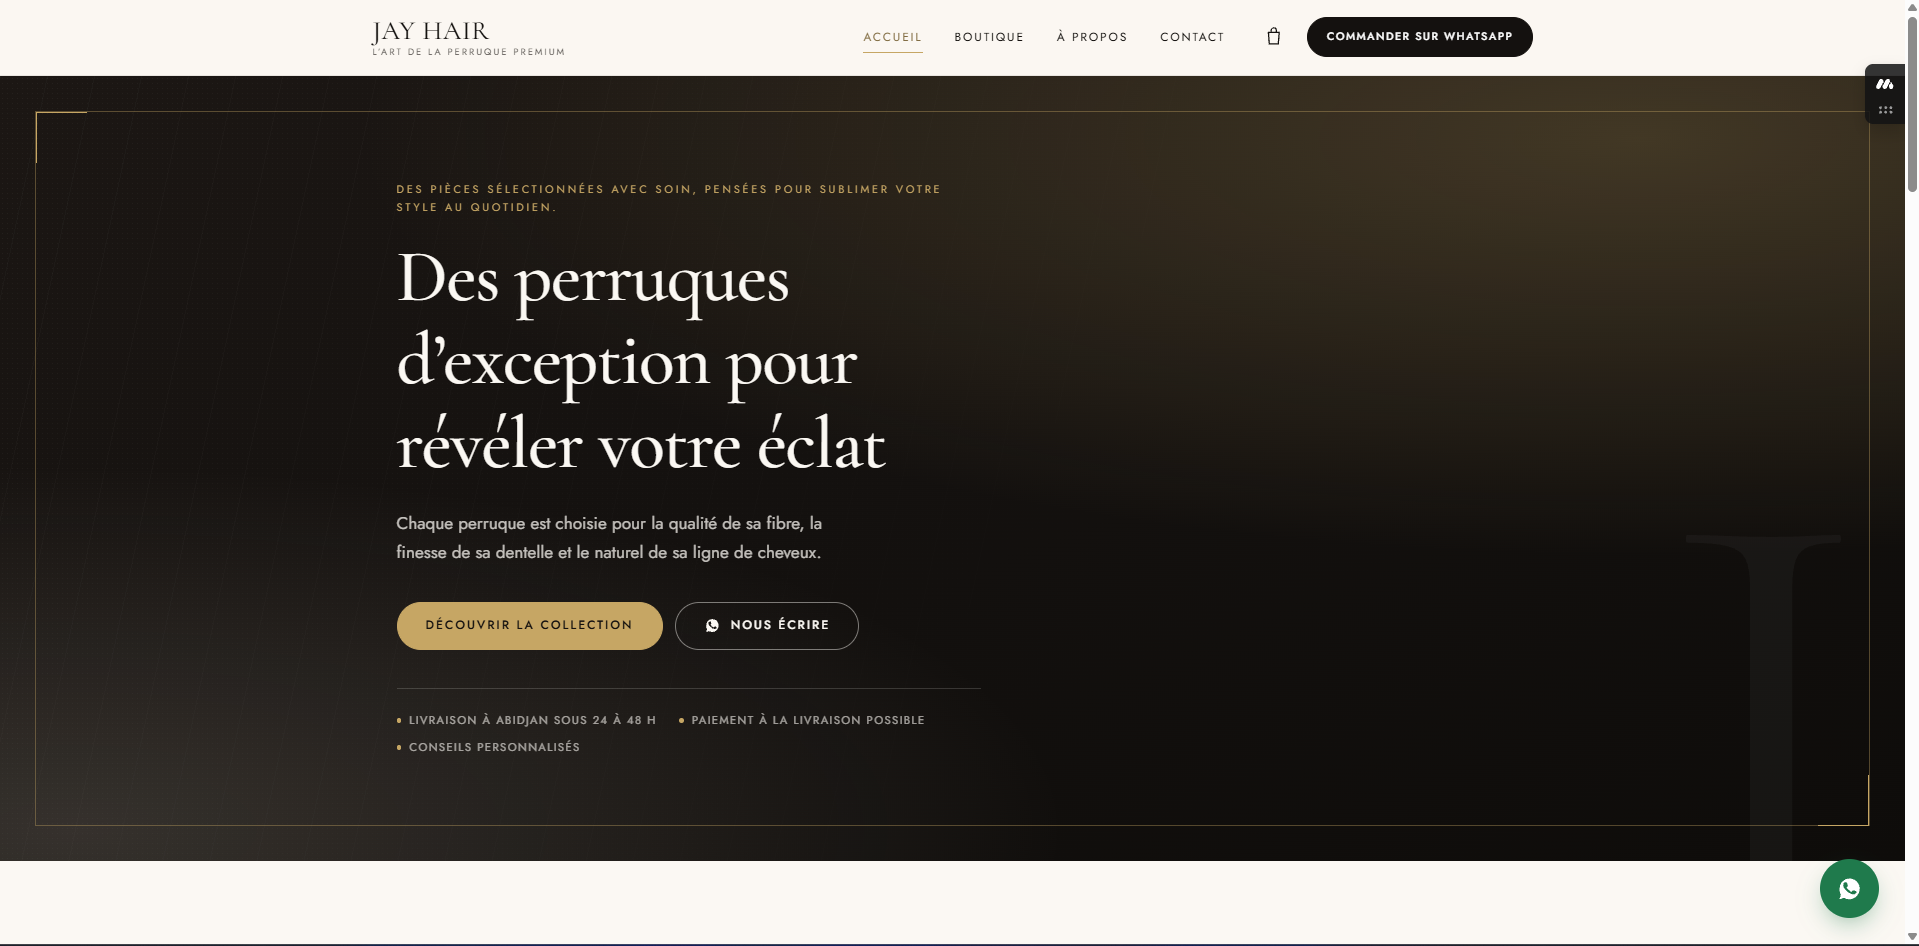 JAY HAIR
L'ART DE LA PERRUQUE PREMIUM
ACCUEIL
BOUTIQUE
À PROPOS
CONTACT
COMMANDER SUR WHATSAPP
DES PIÈCES SÉLECTIONNÉES AVEC SOIN, PENSÉES POUR SUBLIMER VOTRE
STYLE AU QUOTIDIEN.
Des perruques
d’exception pour
révéler votre éclat
Chaque perruque est choisie pour la qualité de sa fibre, la
finesse de sa dentelle et le naturel de sa ligne de cheveux.
DÉCOUVRIR LA COLLECTION
NOUS ÉCRIRE
LIVRAISON À ABIDJAN SOUS 24 À 48 H
PAIEMENT À LA LIVRAISON POSSIBLE
CONSEILS PERSONNALISÉS